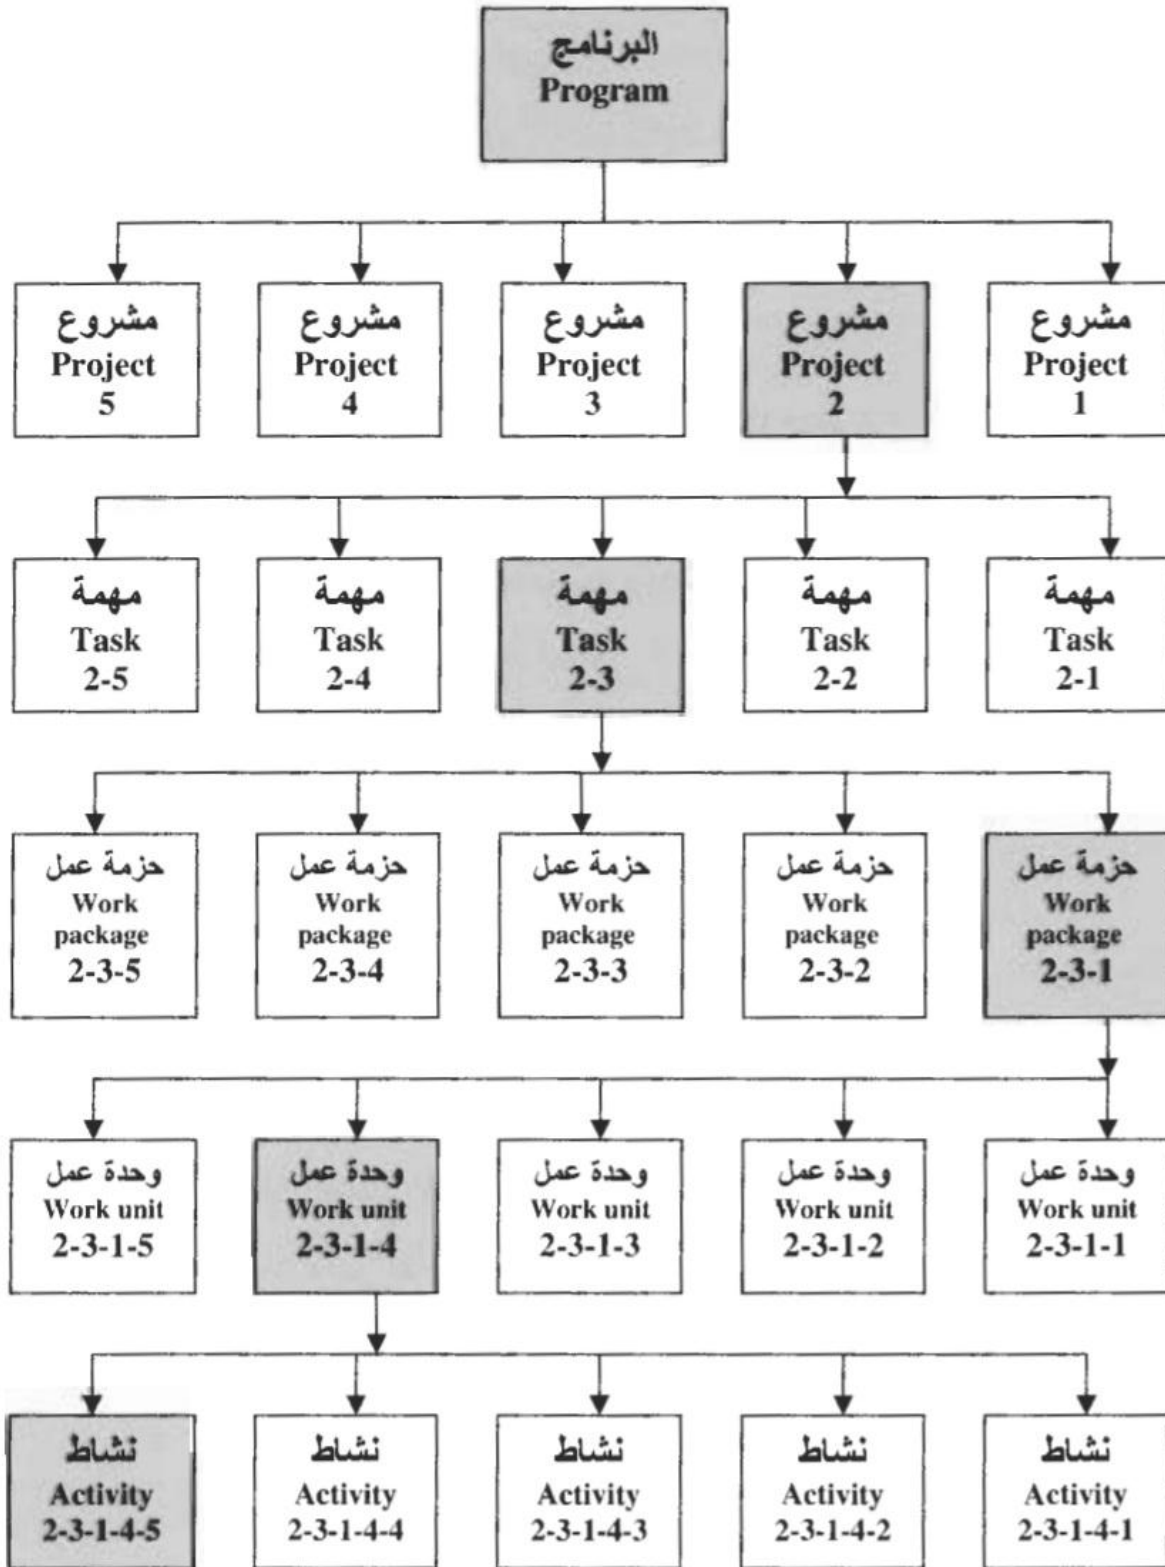 البرنامج
Program
مشروع
Project
1
مشروع
Project
2
مشروع
Project
3
مشروع
Project
4
مشروع
Project
5
مهمة
Task
2-1
مهمة
Task
2-2
مهمة
Task
2-3
مهمة
Task
2-4
مهمة
Task
2-5
حزمة عمل
Work
package
2-3-1
حزمة عمل
Work
package
2-3-2
حزمة عمل
Work
package
2-3-3
حزمة عمل
Work
package
2-3-4
حزمة عمل
Work
package
2-3-5
وحدة عمل
Work unit
2-3-1-1
وحدة عمل
Work unit
2-3-1-2
وحدة عمل
Work unit
2-3-1-3
وحدة عمل
Work unit
2-3-1-4
وحدة عمل
Work unit
2-3-1-5
نشاط
Activity
2-3-1-4-1
نشاط
Activity
2-3-1-4-2
نشاط
Activity
2-3-1-4-3
نشاط
Activity
2-3-1-4-4
نشاط
Activity
2-3-1-4-5